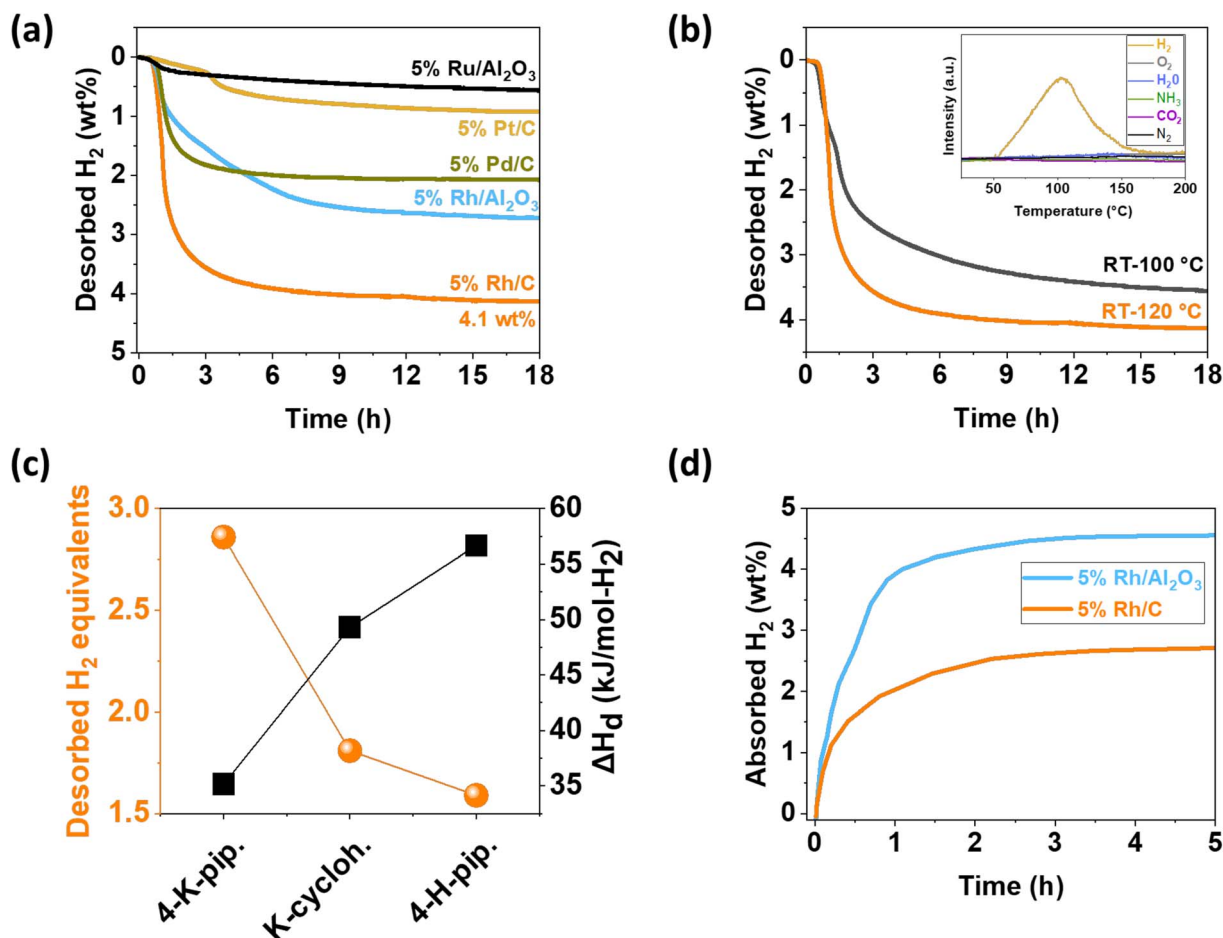 (a)
Desorbed H₂ (wt%)
0
1
2
3
4
5
5% Ru/Al₂O₃
5% Pt/C
5% Pd/C
5% Rh/Al₂O₃
5% Rh/C
4.1 wt%
0 3 6 9 12 15 18
Time (h)
(b)
Desorbed H₂ (wt%)
0
1
2
3
4
Intensity (a.u.)
H₂
O₂
H₂0
NH₃
CO₂
N₂
50 100 150 200
Temperature (°C)
RT-100 °C
RT-120 °C
0 3 6 9 12 15 18
Time (h)
(c)
Desorbed H₂ equivalents
3.0
2.5
2.0
1.5
60
55
50
45
40
35
ΔH_d (kJ/mol-H₂)
4-K-pip.
K-cycloh.
4-H-pip.
(d)
Absorbed H₂ (wt%)
5
4
3
2
1
0
5% Rh/Al₂O₃
5% Rh/C
0 1 2 3 4 5
Time (h)